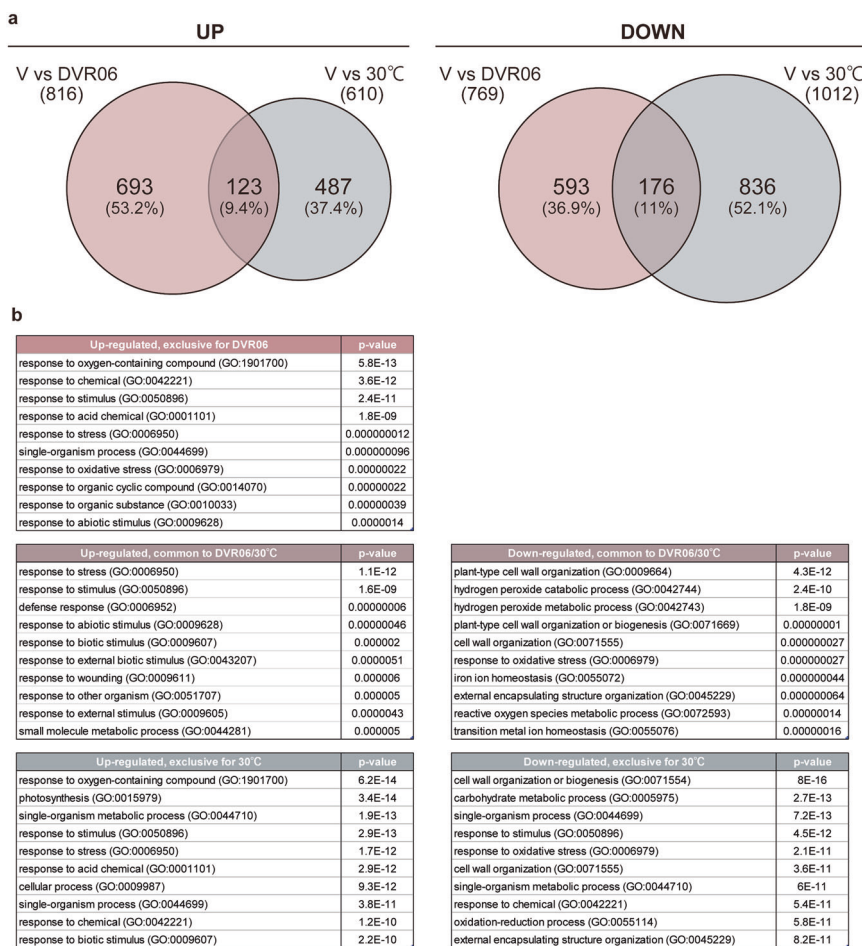 a
UP
DOWN
V vs DVR06
(816)
V vs 30℃
(610)
693
(53.2%)
123
(9.4%)
487
(37.4%)
V vs DVR06
(769)
V vs 30℃
(1012)
593
(36.9%)
176
(11%)
836
(52.1%)
b
Up-regulated, exclusive for DVR06 p-value
response to oxygen-containing compound (GO:1901700) 5.8E-13
response to chemical (GO:0042221) 3.6E-12
response to stimulus (GO:0050896) 2.4E-11
response to acid chemical (GO:0001101) 1.8E-09
response to stress (GO:0006950) 0.000000012
single-organism process (GO:0044699) 0.000000096
response to oxidative stress (GO:0006979) 0.00000022
response to organic cyclic compound (GO:0014070) 0.00000022
response to organic substance (GO:0010033) 0.00000039
response to abiotic stimulus (GO:0009628) 0.0000014
Up-regulated, common to DVR06/30℃ p-value
response to stress (GO:0006950) 1.1E-12
response to stimulus (GO:0050896) 1.6E-09
defense response (GO:0006952) 0.00000006
response to abiotic stimulus (GO:0009628) 0.00000046
response to biotic stimulus (GO:0009607) 0.000002
response to external biotic stimulus (GO:0043207) 0.0000051
response to wounding (GO:0009611) 0.000006
response to other organism (GO:0051707) 0.000005
response to external stimulus (GO:0009605) 0.0000043
small molecule metabolic process (GO:0044281) 0.000005
Down-regulated, common to DVR06/30℃ p-value
plant-type cell wall organization (GO:0009664) 4.3E-12
hydrogen peroxide catabolic process (GO:0042744) 2.4E-10
hydrogen peroxide metabolic process (GO:0042743) 1.8E-09
plant-type cell wall organization or biogenesis (GO:0071669) 0.00000001
cell wall organization (GO:0071555) 0.000000027
response to oxidative stress (GO:0006979) 0.000000027
iron ion homeostasis (GO:0055072) 0.000000044
external encapsulating structure organization (GO:0045229) 0.000000064
reactive oxygen species metabolic process (GO:0072593) 0.00000014
transition metal ion homeostasis (GO:0055076) 0.00000016
Up-regulated, exclusive for 30℃ p-value
response to oxygen-containing compound (GO:1901700) 6.2E-14
photosynthesis (GO:0015979) 3.4E-14
single-organism metabolic process (GO:0044710) 1.9E-13
response to stimulus (GO:0050896) 2.9E-13
response to stress (GO:0006950) 1.7E-12
response to acid chemical (GO:0001101) 2.9E-12
cellular process (GO:0009987) 9.3E-12
single-organism process (GO:0044699) 3.8E-11
response to chemical (GO:0042221) 1.2E-10
response to biotic stimulus (GO:0009607) 2.2E-10
Down-regulated, exclusive for 30℃ p-value
cell wall organization or biogenesis (GO:0071554) 8E-16
carbohydrate metabolic process (GO:0005975) 2.7E-13
single-organism process (GO:0044699) 7.2E-13
response to stimulus (GO:0050896) 4.5E-12
response to oxidative stress (GO:0006979) 2.1E-11
cell wall organization (GO:0071555) 3.6E-11
single-organism metabolic process (GO:0044710) 6E-11
response to chemical (GO:0042221) 5.4E-11
oxidation-reduction process (GO:0055114) 5.8E-11
external encapsulating structure organization (GO:0045229) 8.2E-11